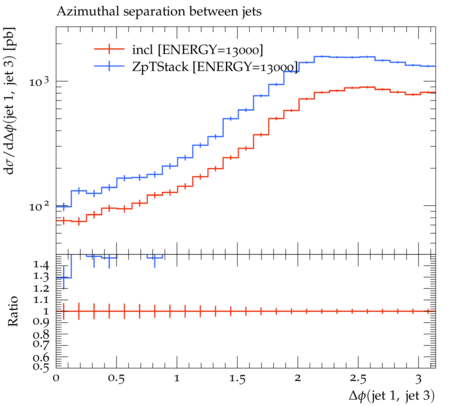 Azimuthal separation between jets
dσ/dΔϕ(jet 1, jet 3) [pb]
incl [ENERGY=13000]
ZpTStack [ENERGY=13000]
10³
10²
Ratio
1.4
1.3
1.2
1.1
1
0.9
0.8
0.7
0.6
0.5
0 0.5 1 1.5 2 2.5 3
Δϕ(jet 1, jet 3)